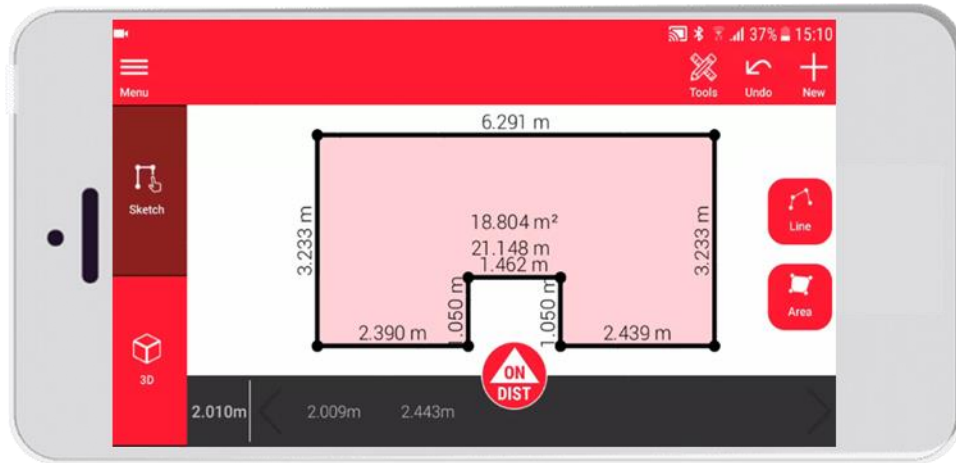 37% 15:10
Menu
Tools
Undo
New
6.291 m
Sketch
3.233 m
18.804 m²
21.148 m
1.462 m
3.233 m
Line
1.050 m
1.050 m
Area
2.390 m
2.439 m
3D
ON
DIST
2.010m
2.009m
2.443m